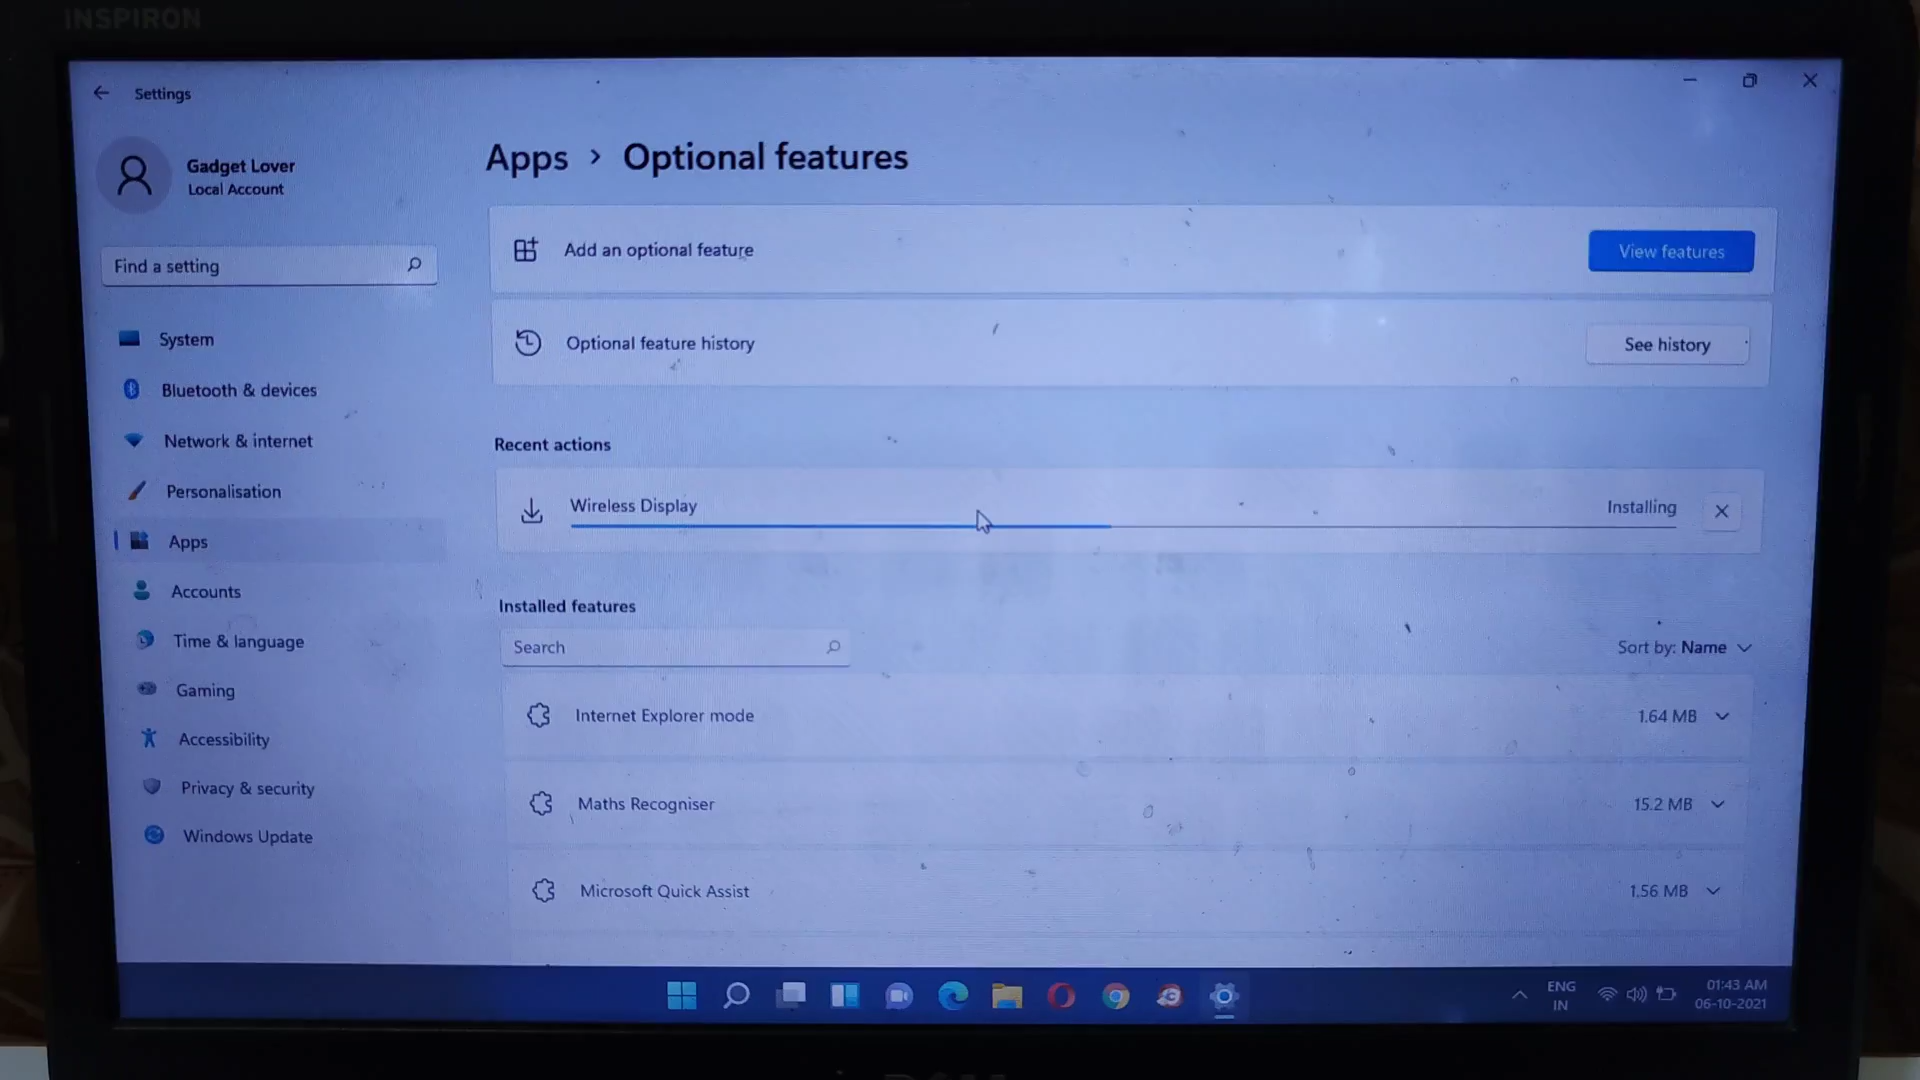 INSPIRON
Settings
Gadget Lover
Local Account
Find a setting
System
Bluetooth & devices
Network & internet
Personalisation
Apps
Accounts
Time & language
Gaming
Accessibility
Privacy & security
Windows Update
Apps > Optional features
Add an optional feature
View features
Optional feature history
See history
Recent actions
Wireless Display
Installing
Installed features
Search
Sort by: Name
Internet Explorer mode
1.64 MB
Maths Recogniser
15.2 MB
Microsoft Quick Assist
1.56 MB
ENG
IN
01:43 AM
06-10-2021